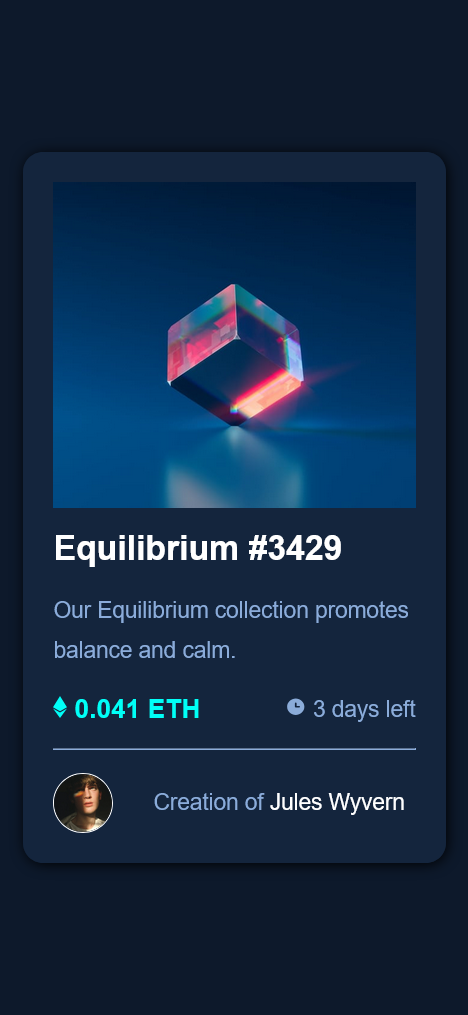 Equilibrium #3429
Our Equilibrium collection promotes
balance and calm.
0.041 ETH 3 days left
Creation of Jules Wyvern